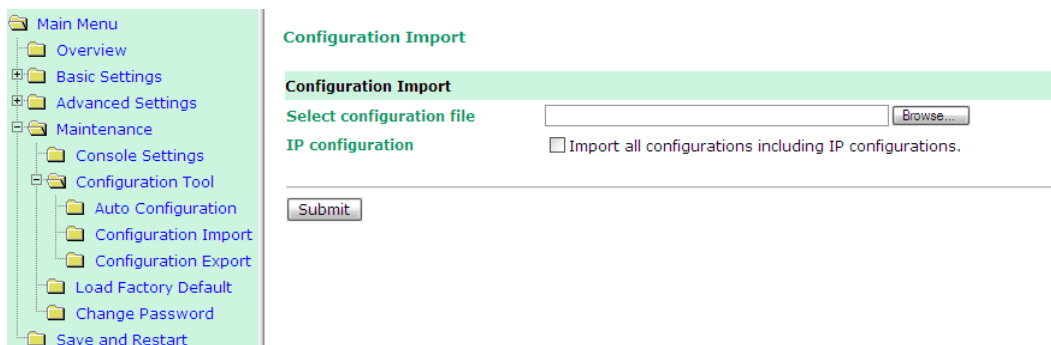 Main Menu
Overview
Basic Settings
Advanced Settings
Maintenance
Console Settings
Configuration Tool
Auto Configuration
Configuration Import
Configuration Export
Load Factory Default
Change Password
Save and Restart
Configuration Import
Configuration Import
Select configuration file Browse...
IP configuration Import all configurations including IP configurations.
Submit